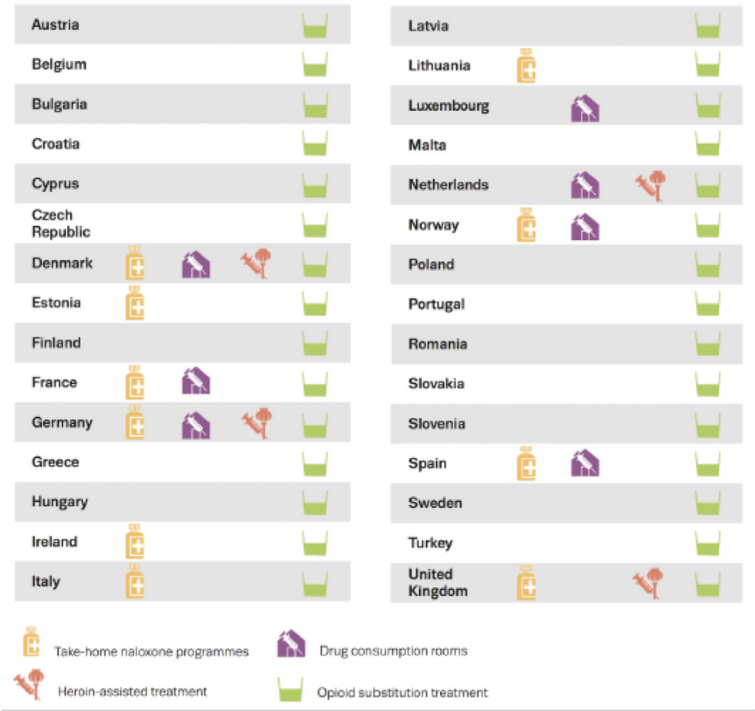 Austria
Belgium
Bulgaria
Croatia
Cyprus
Czech
Republic
Denmark
Estonia
Finland
France
Germany
Greece
Hungary
Ireland
Italy
Latvia
Lithuania
Luxembourg
Malta
Netherlands
Norway
Poland
Portugal
Romania
Slovakia
Slovenia
Spain
Sweden
Turkey
United
Kingdom
Take-home naloxone programmes
Drug consumption rooms
Heroin-assisted treatment
Opioid substitution treatment